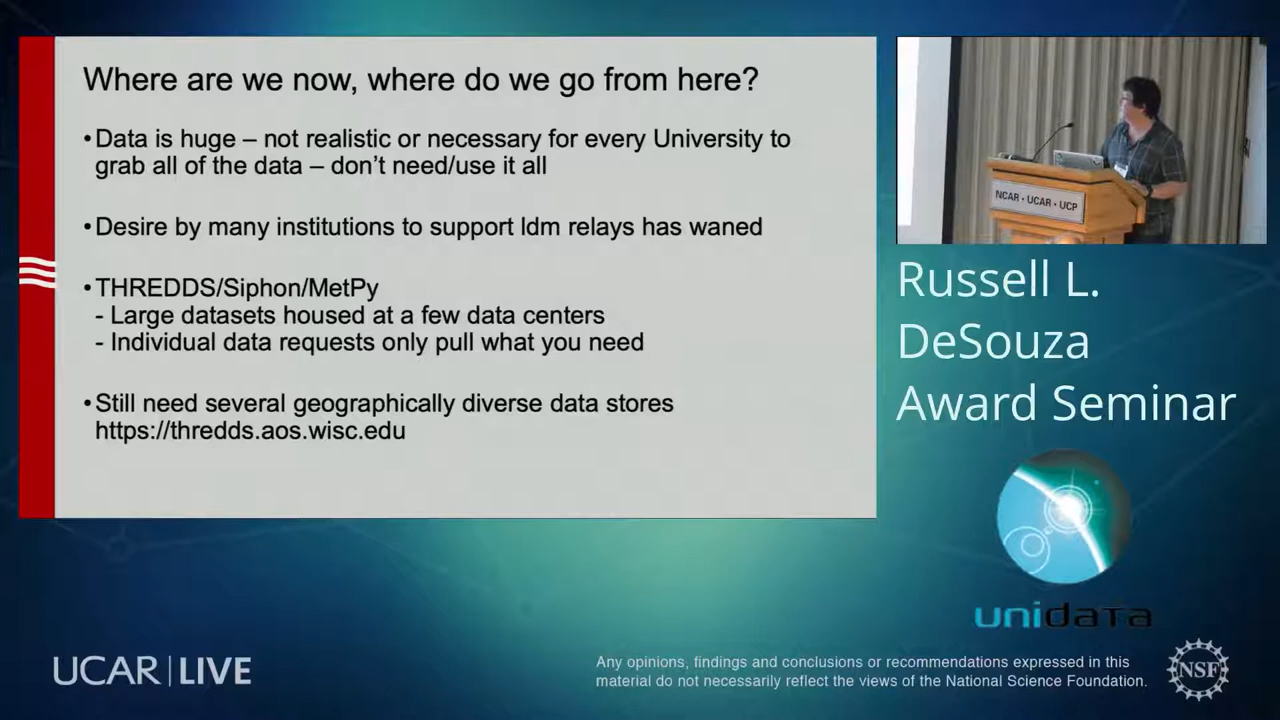 Where are we now, where do we go from here?
•Data is huge – not realistic or necessary for every University to
grab all of the data – don't need/use it all
•Desire by many institutions to support ldm relays has waned
•THREDDS/Siphon/MetPy
- Large datasets housed at a few data centers
- Individual data requests only pull what you need
•Still need several geographically diverse data stores
https://thredds.aos.wisc.edu
NCAR • UCAR • UCP
Russell L.
DeSouza
Award Seminar
unidata
UCAR | LIVE
Any opinions, findings and conclusions or recommendations expressed in this
material do not necessarily reflect the views of the National Science Foundation.
NSF